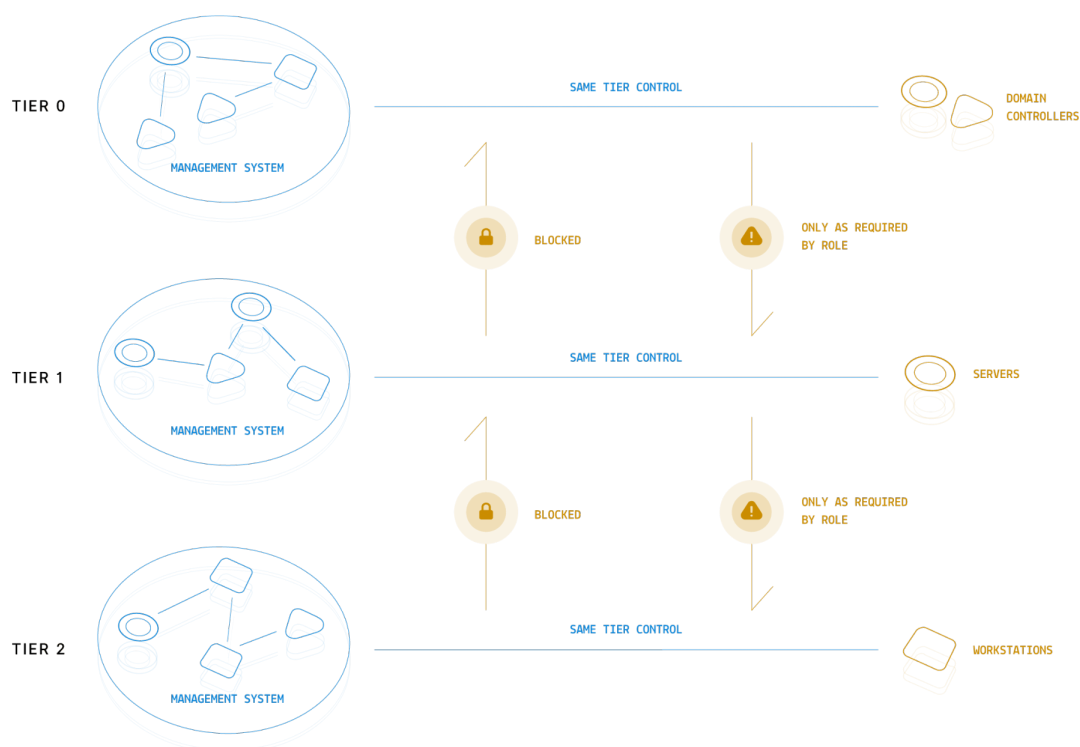 SAME TIER CONTROL
TIER 0
DOMAIN
CONTROLLERS
MANAGEMENT SYSTEM
BLOCKED
ONLY AS REQUIRED
BY ROLE
SAME TIER CONTROL
TIER 1
SERVERS
MANAGEMENT SYSTEM
BLOCKED
ONLY AS REQUIRED
BY ROLE
SAME TIER CONTROL
TIER 2
WORKSTATIONS
MANAGEMENT SYSTEM